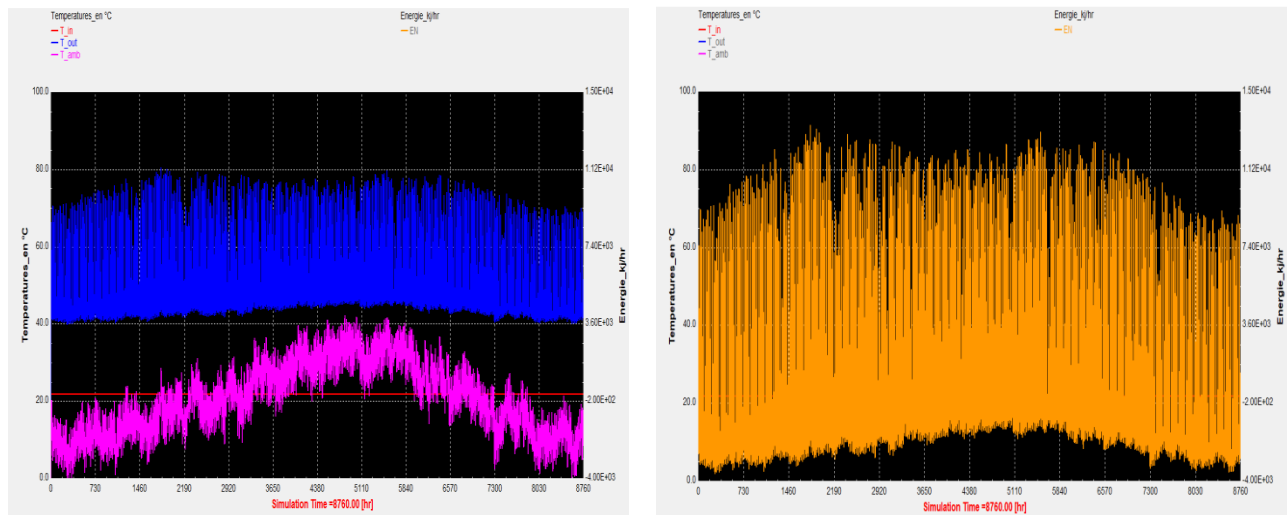 Temperatures_en °C Energie_kj/hr
T_in EN
T_out
T_amb
100.0 1.50E+04
80.0 1.12E+04
60.0 7.40E+03
40.0 3.60E+03
20.0 -2.00E+02
0.0 -4.00E+03
Temperatures_en °C
Energie_kj/hr
0 730 1460 2190 2920 3650 4380 5110 5840 6570 7300 8030 8760
Simulation Time =8760.00 [hr]
Temperatures_en °C Energie_kj/hr
T_in EN
T_out
T_amb
100.0 1.50E+04
80.0 1.12E+04
60.0 7.40E+03
40.0 3.60E+03
20.0 -2.00E+02
0.0 -4.00E+03
Temperatures_en °C
Energie_kj/hr
0 730 1460 2190 2920 3650 4380 5110 5840 6570 7300 8030 8760
Simulation Time =8760.00 [hr]